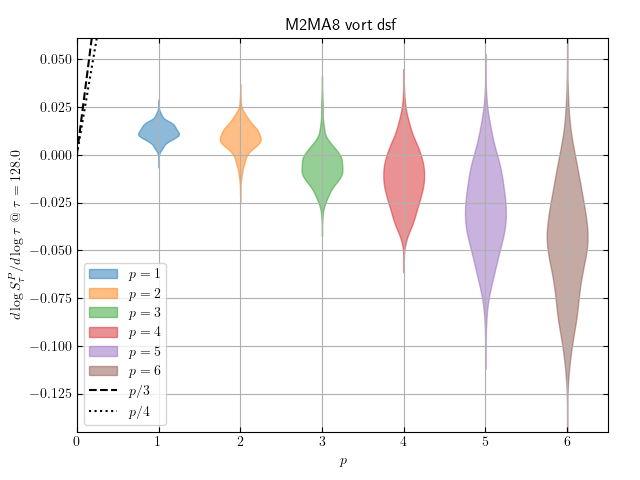 M2MA8 vort dsf
d log S_τ^P / d log τ @ τ = 128.0
0.050
0.025
0.000
−0.025
−0.050
−0.075
−0.100
−0.125
p = 1
p = 2
p = 3
p = 4
p = 5
p = 6
p/3
p/4
0 1 2 3 4 5 6
p